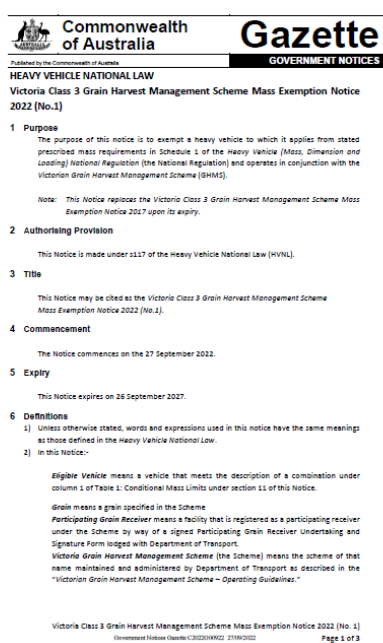 Commonwealth
of Australia
Gazette
Published by the Commonwealth of Australia
GOVERNMENT NOTICES
HEAVY VEHICLE NATIONAL LAW
Victoria Class 3 Grain Harvest Management Scheme Mass Exemption Notice
2022 (No.1)
1 Purpose
The purpose of this notice is to exempt a heavy vehicle to which it applies from stated
prescribed mass requirements in Schedule 1 of the Heavy Vehicle (Mass, Dimension and
Loading) National Regulation (the National Regulation) and operates in conjunction with the
Victorian Grain Harvest Management Scheme (GHMS).
Note: This Notice replaces the Victoria Class 3 Grain Harvest Management Scheme Mass
Exemption Notice 2017 upon its expiry.
2 Authorising Provision
This Notice is made under s117 of the Heavy Vehicle National Law (HVNL).
3 Title
This Notice may be cited as the Victoria Class 3 Grain Harvest Management Scheme
Mass Exemption Notice 2022 (No.1).
4 Commencement
The Notice commences on the 27 September 2022.
5 Expiry
This Notice expires on 26 September 2027.
6 Definitions
1) Unless otherwise stated, words and expressions used in this notice have the same meanings
as those defined in the Heavy Vehicle National Law.
2) In this Notice:-
Eligible Vehicle means a vehicle that meets the description of a combination under
column 1 of Table 1: Conditional Mass Limits under section 11 of this Notice.
Grain means a grain specified in the Scheme
Participating Grain Receiver means a facility that is registered as a participating receiver
under the Scheme by way of a signed Participating Grain Receiver Undertaking and
Signature Form lodged with Department of Transport.
Victoria Grain Harvest Management Scheme (the Scheme) means the scheme of that
name maintained and administered by Department of Transport as described in the
"Victorian Grain Harvest Management Scheme – Operating Guidelines."
Victoria Class 3 Grain Harvest Management Scheme Mass Exemption Notice 2022 (No. 1)
Government Notices Gazette C2022G00922 27/09/2022
Page 1 of 3